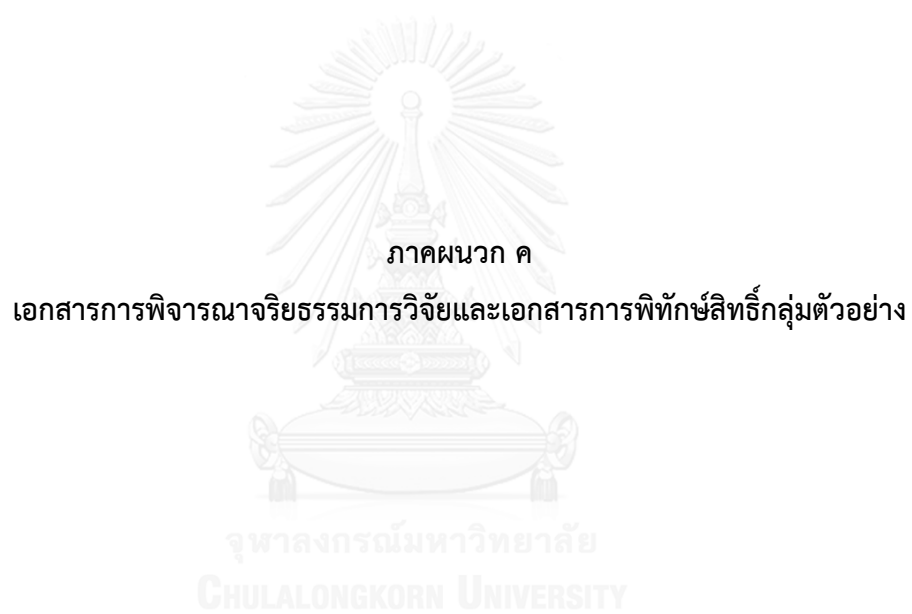 ภาคผนวก ค
เอกสารการพิจารณาจริยธรรมการวิจัยและเอกสารการพิทักษ์สิทธิ์กลุ่มตัวอย่าง
จุฬาลงกรณ์มหาวิทยาลัย
CHULALONGKORN UNIVERSITY